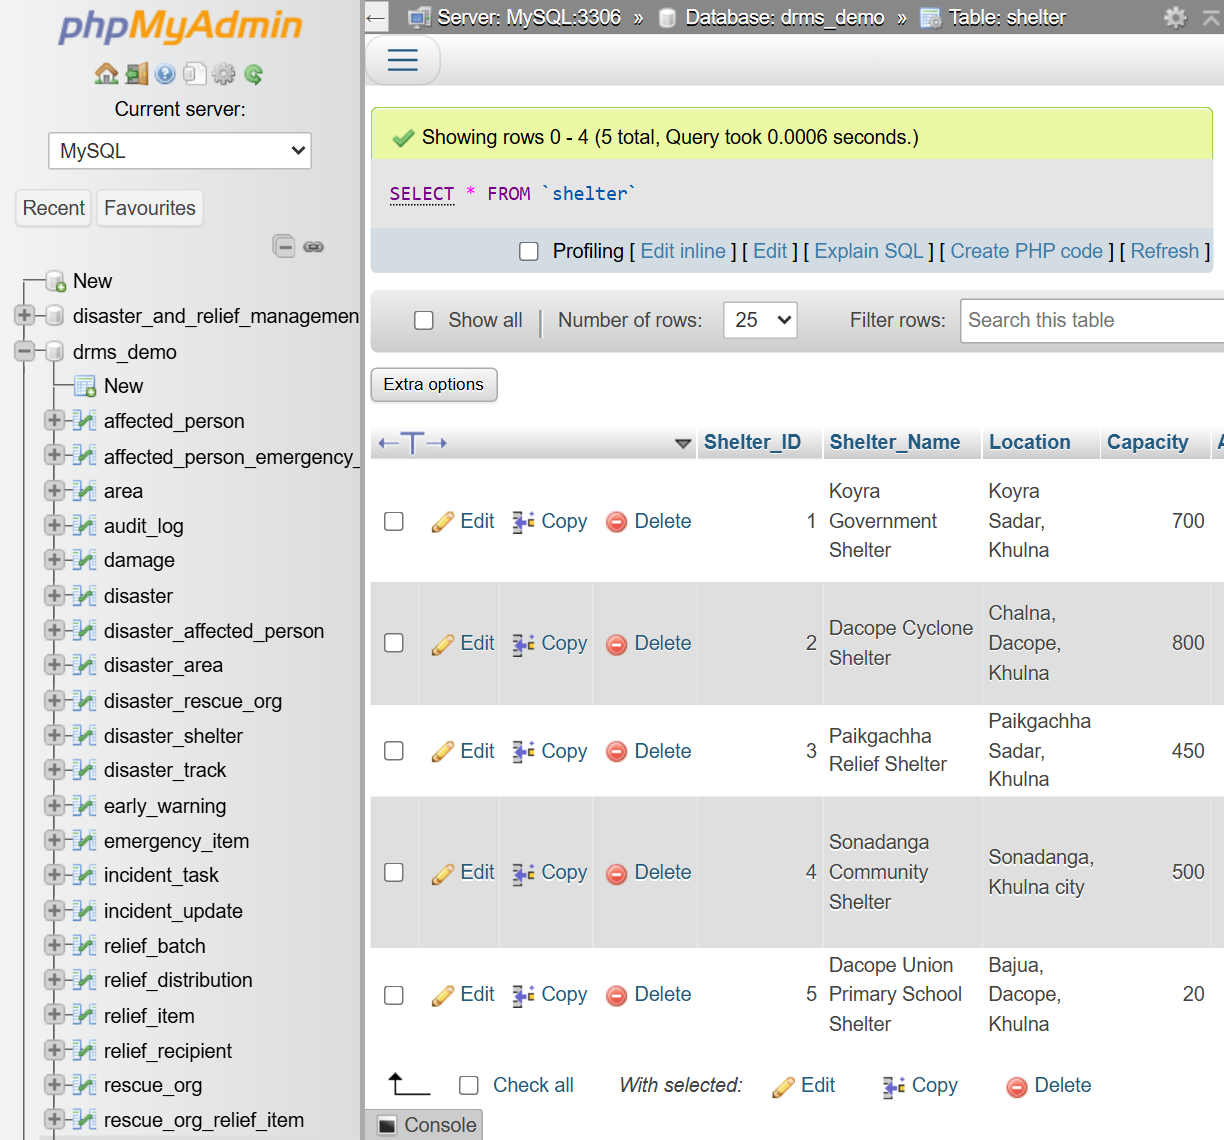 phpMyAdmin
Current server:
MySQL
Recent
Favourites
New
disaster_and_relief_managemen
drms_demo
New
affected_person
affected_person_emergency_
area
audit_log
damage
disaster
disaster_affected_person
disaster_area
disaster_rescue_org
disaster_shelter
disaster_track
early_warning
emergency_item
incident_task
incident_update
relief_batch
relief_distribution
relief_item
relief_recipient
rescue_org
rescue_org_relief_item
Server: MySQL:3306 » Database: drms_demo » Table: shelter
Showing rows 0 - 4 (5 total, Query took 0.0006 seconds.)
SELECT * FROM `shelter`
Profiling [ Edit inline ] [ Edit ] [ Explain SQL ] [ Create PHP code ] [ Refresh ]
Show all | Number of rows: 25 Filter rows: Search this table
Extra options
←T→ Shelter_ID Shelter_Name Location Capacity A
Edit Copy Delete 1 Koyra Government Shelter Koyra Sadar, Khulna 700
Edit Copy Delete 2 Dacope Cyclone Shelter Chalna, Dacope, Khulna 800
Edit Copy Delete 3 Paikgachha Relief Shelter Paikgachha Sadar, Khulna 450
Edit Copy Delete 4 Sonadanga Community Shelter Sonadanga, Khulna city 500
Edit Copy Delete 5 Dacope Union Primary School Shelter Bajua, Dacope, Khulna 20
Check all With selected: Edit Copy Delete
Console